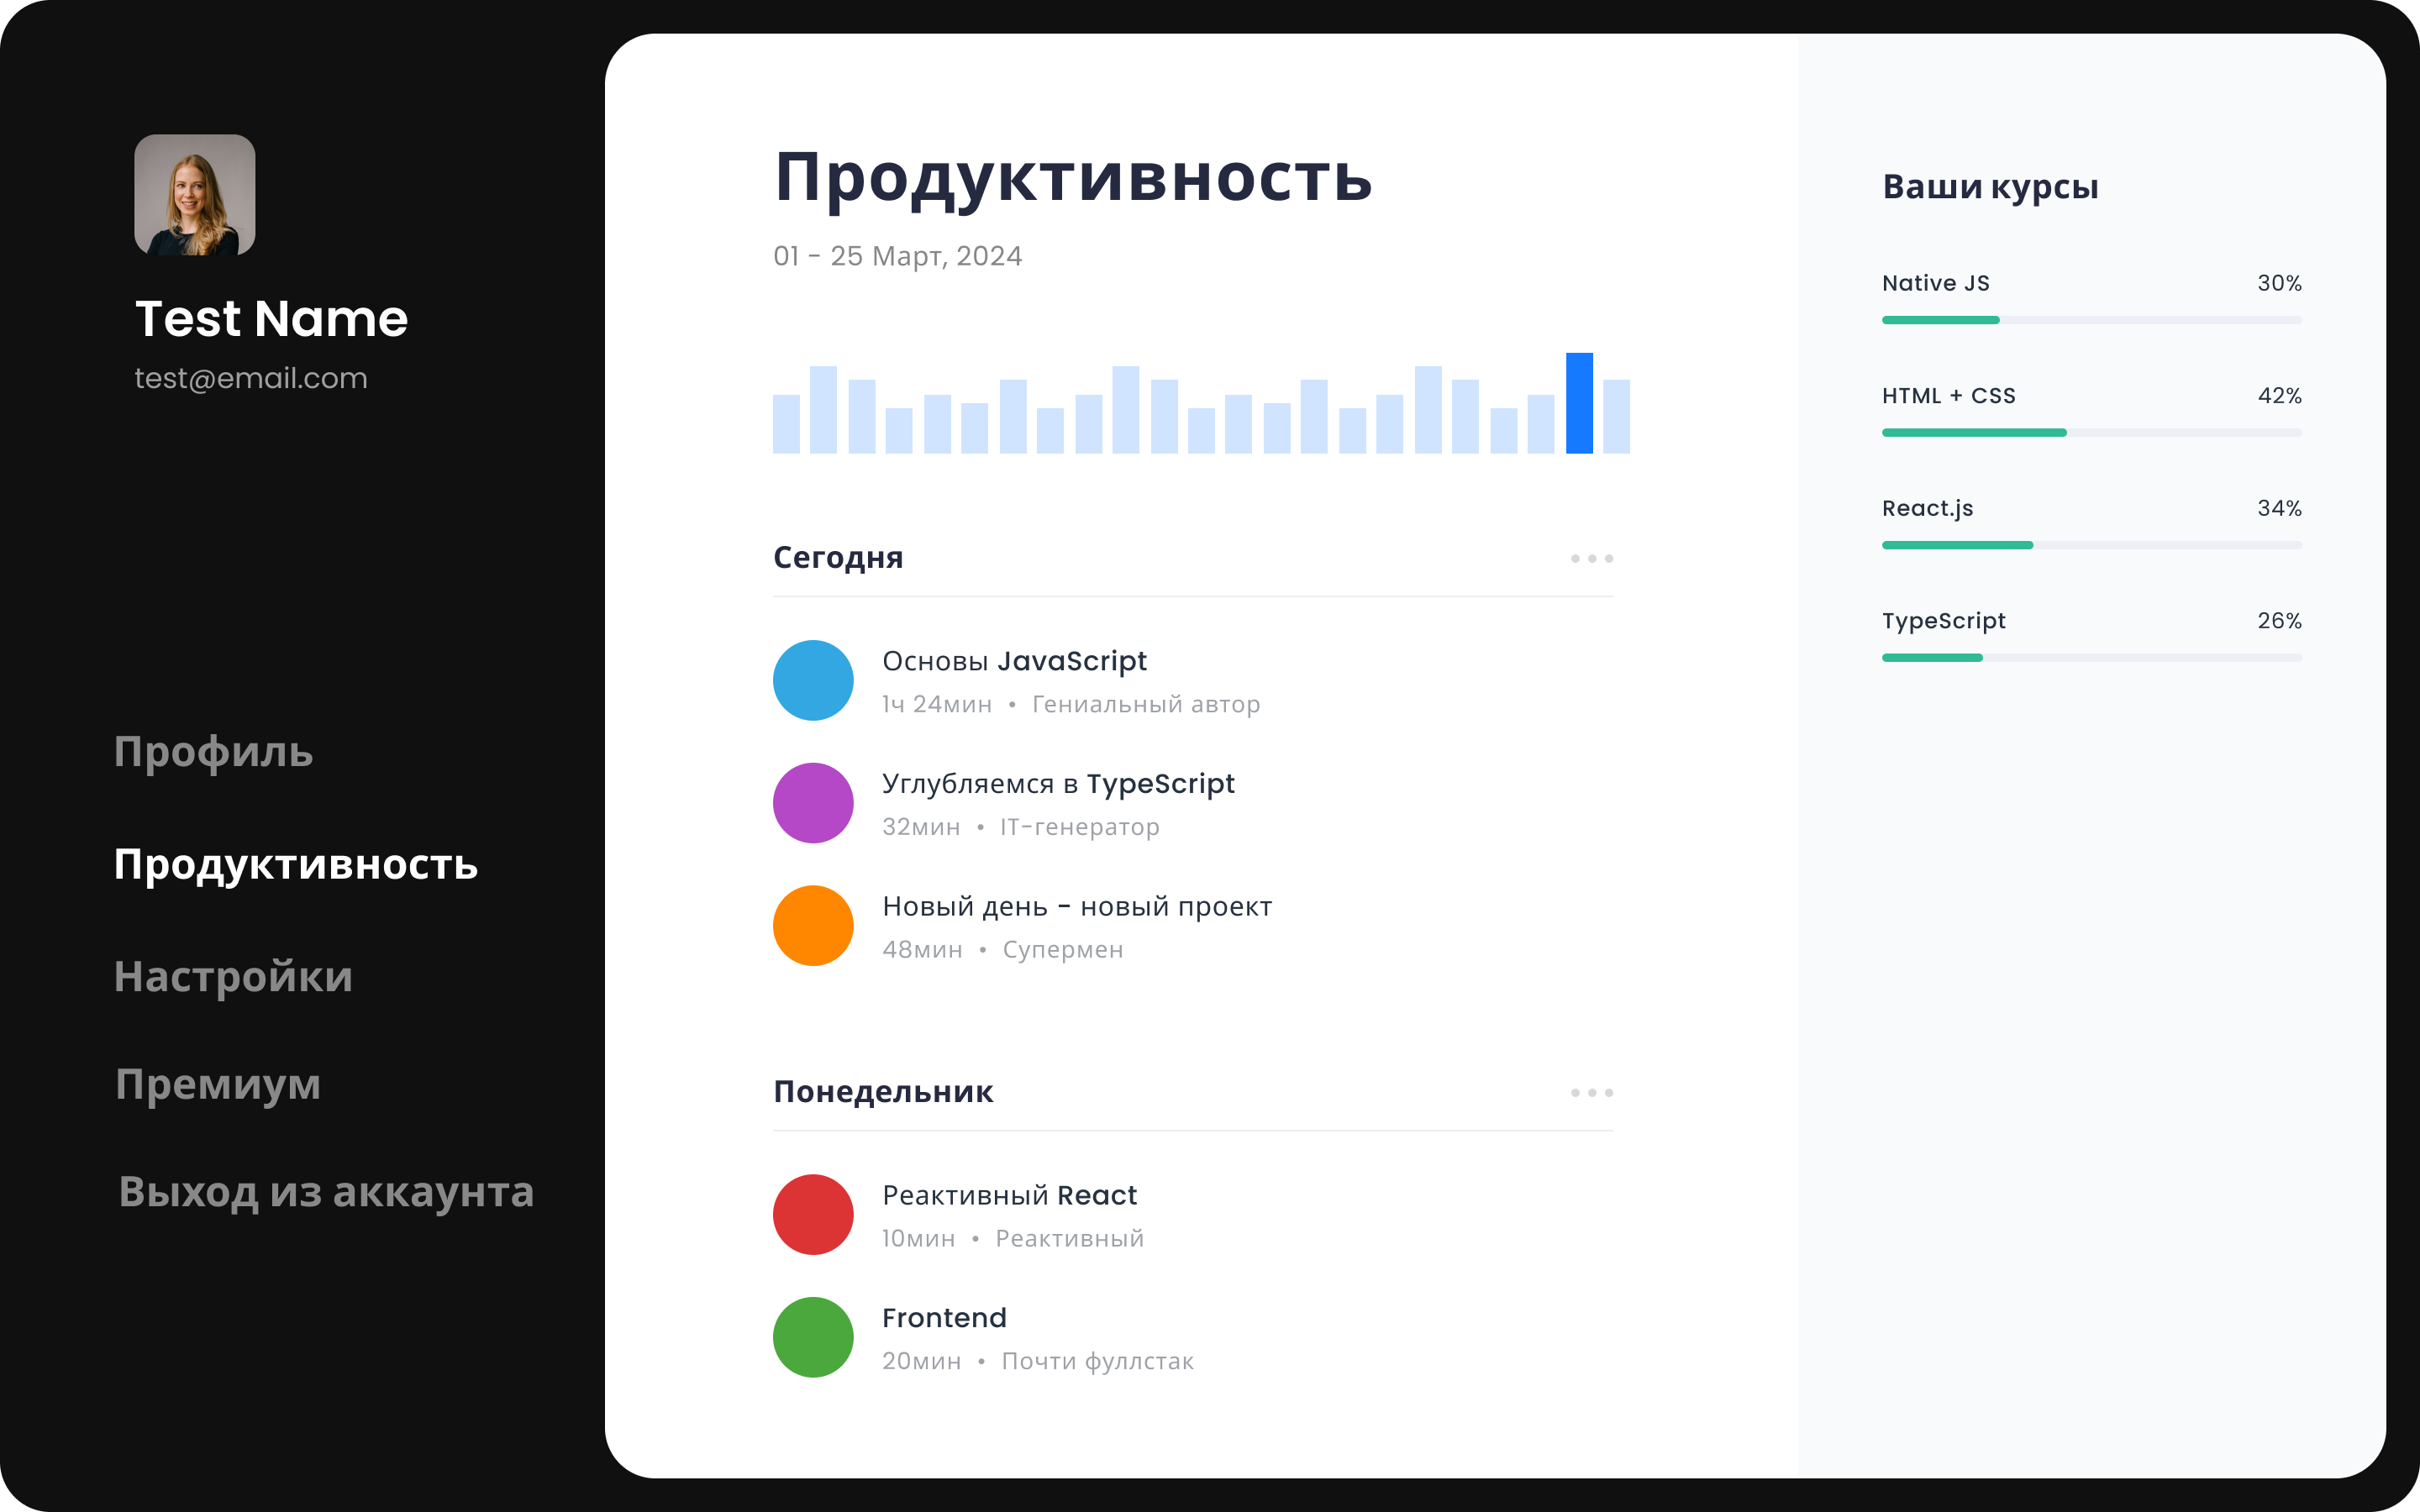 Test Name
test@email.com
Профиль
Продуктивность
Настройки
Премиум
Выход из аккаунта
Продуктивность
01 - 25 Март, 2024
Сегодня
Основы JavaScript
1ч 24мин • Гениальный автор
Углубляемся в TypeScript
32мин • IT-генератор
Новый день - новый проект
48мин • Супермен
Понедельник
Реактивный React
10мин • Реактивный
Frontend
20мин • Почти фуллстак
Ваши курсы
Native JS 30%
HTML + CSS 42%
React.js 34%
TypeScript 26%